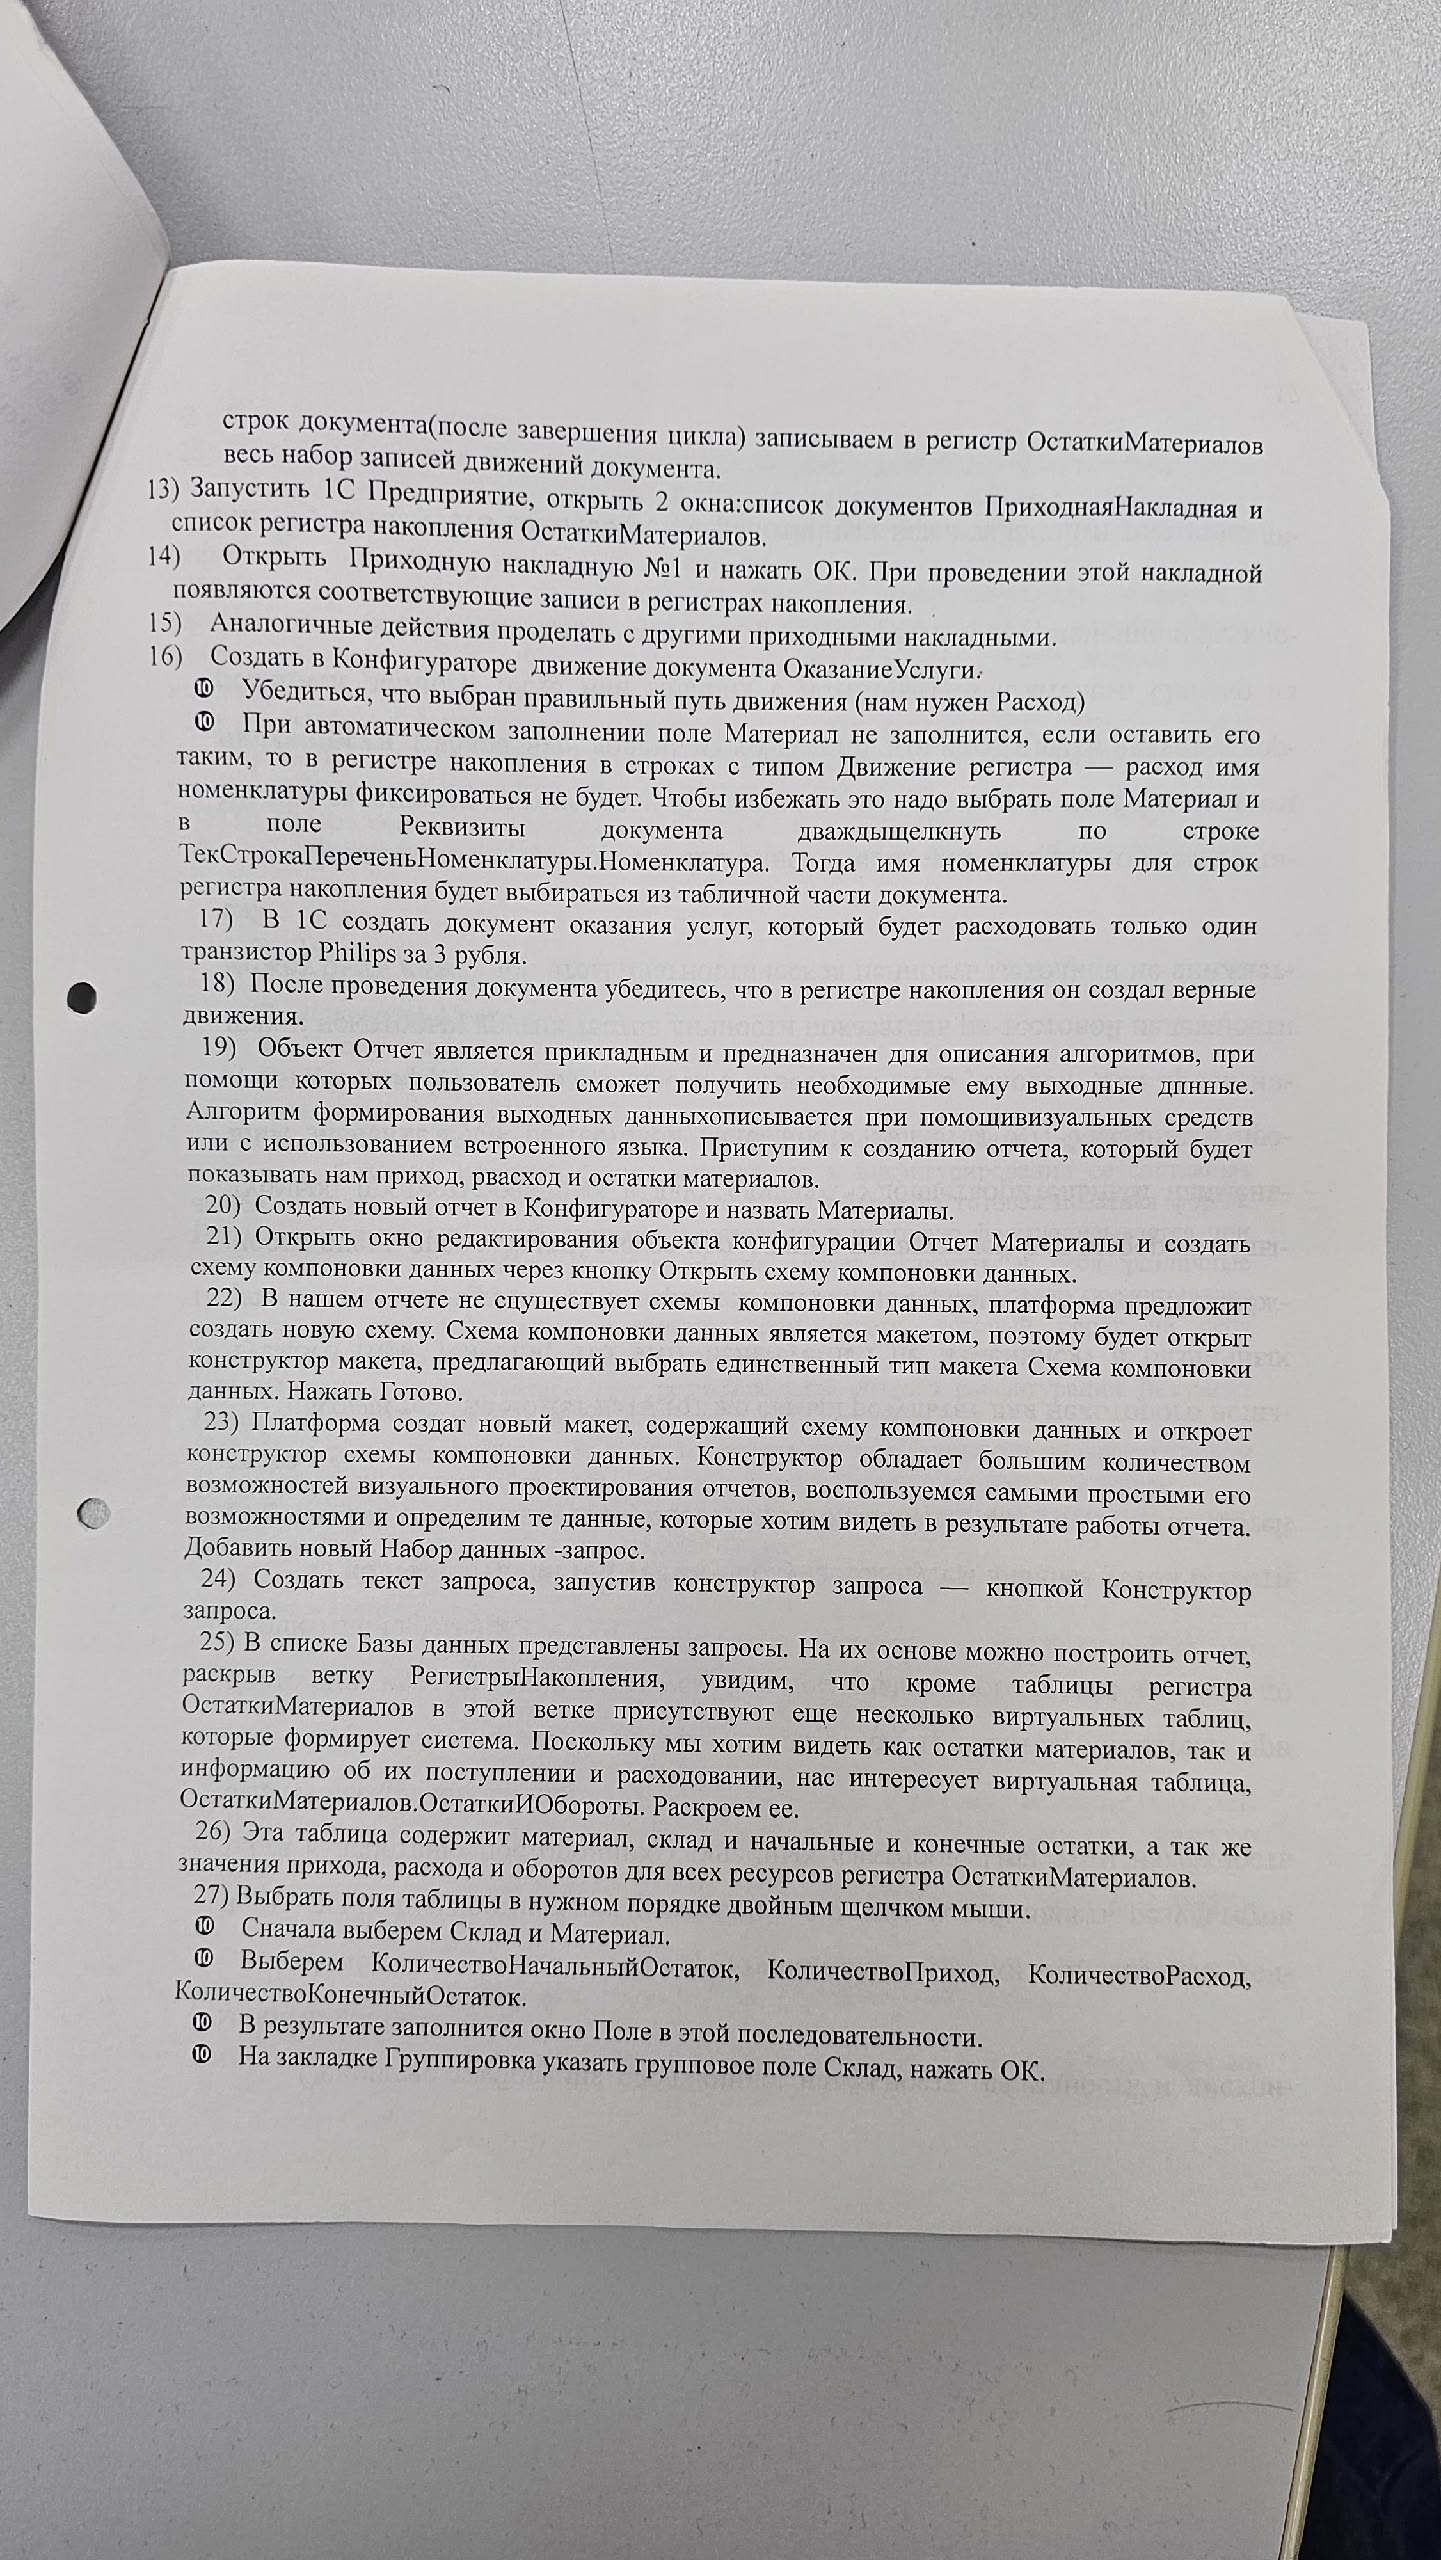 строк документа(после завершения цикла) записываем в регистр ОстаткиМатериалов
весь набор записей движений документа.
13) Запустить 1С Предприятие, открыть 2 окна:список документов ПриходнаяНакладная и
список регистра накопления ОстаткиМатериалов.
14) Открыть Приходную накладную №1 и нажать ОК. При проведении этой накладной
появляются соответствующие записи в регистрах накопления.
15) Аналогичные действия проделать с другими приходными накладными.
16) Создать в Конфигураторе движение документа ОказаниеУслуги.
⓾ Убедиться, что выбран правильный путь движения (нам нужен Расход)
⓾ При автоматическом заполнении поле Материал не заполнится, если оставить его
таким, то в регистре накопления в строках с типом Движение регистра — расход имя
номенклатуры фиксироваться не будет. Чтобы избежать это надо выбрать поле Материал и
в поле Реквизиты документа дваждыщелкнуть по строке
ТекСтрокаПереченьНоменклатуры.Номенклатура. Тогда имя номенклатуры для строк
регистра накопления будет выбираться из табличной части документа.
17) В 1С создать документ оказания услуг, который будет расходовать только один
транзистор Philips за 3 рубля.
18) После проведения документа убедитесь, что в регистре накопления он создал верные
движения.
19) Объект Отчет является прикладным и предназначен для описания алгоритмов, при
помощи которых пользователь сможет получить необходимые ему выходные дпнные.
Алгоритм формирования выходных данныхописывается при помощивизуальных средств
или с использованием встроенного языка. Приступим к созданию отчета, который будет
показывать нам приход, рвасход и остатки материалов.
20) Создать новый отчет в Конфигураторе и назвать Материалы.
21) Открыть окно редактирования объекта конфигурации Отчет Материалы и создать
схему компоновки данных через кнопку Открыть схему компоновки данных.
22) В нашем отчете не сцуществует схемы компоновки данных, платформа предложит
создать новую схему. Схема компоновки данных является макетом, поэтому будет открыт
конструктор макета, предлагающий выбрать единственный тип макета Схема компоновки
данных. Нажать Готово.
23) Платформа создат новый макет, содержащий схему компоновки данных и откроет
конструктор схемы компоновки данных. Конструктор обладает большим количеством
возможностей визуального проектирования отчетов, воспользуемся самыми простыми его
возможностями и определим те данные, которые хотим видеть в результате работы отчета.
Добавить новый Набор данных -запрос.
24) Создать текст запроса, запустив конструктор запроса — кнопкой Конструктор
запроса.
25) В списке Базы данных представлены запросы. На их основе можно построить отчет,
раскрыв ветку РегистрыНакопления, увидим, что кроме таблицы регистра
ОстаткиМатериалов в этой ветке присутствуют еще несколько виртуальных таблиц,
которые формирует система. Поскольку мы хотим видеть как остатки материалов, так и
информацию об их поступлении и расходовании, нас интересует виртуальная таблица,
ОстаткиМатериалов.ОстаткиИОбороты. Раскроем ее.
26) Эта таблица содержит материал, склад и начальные и конечные остатки, а так же
значения прихода, расхода и оборотов для всех ресурсов регистра ОстаткиМатериалов.
27) Выбрать поля таблицы в нужном порядке двойным щелчком мыши.
⓾ Сначала выберем Склад и Материал.
⓾ Выберем КоличествоНачальныйОстаток, КоличествоПриход, КоличествоРасход,
КоличествоКонечныйОстаток.
⓾ В результате заполнится окно Поле в этой последовательности.
⓾ На закладке Группировка указать групповое поле Склад, нажать ОК.